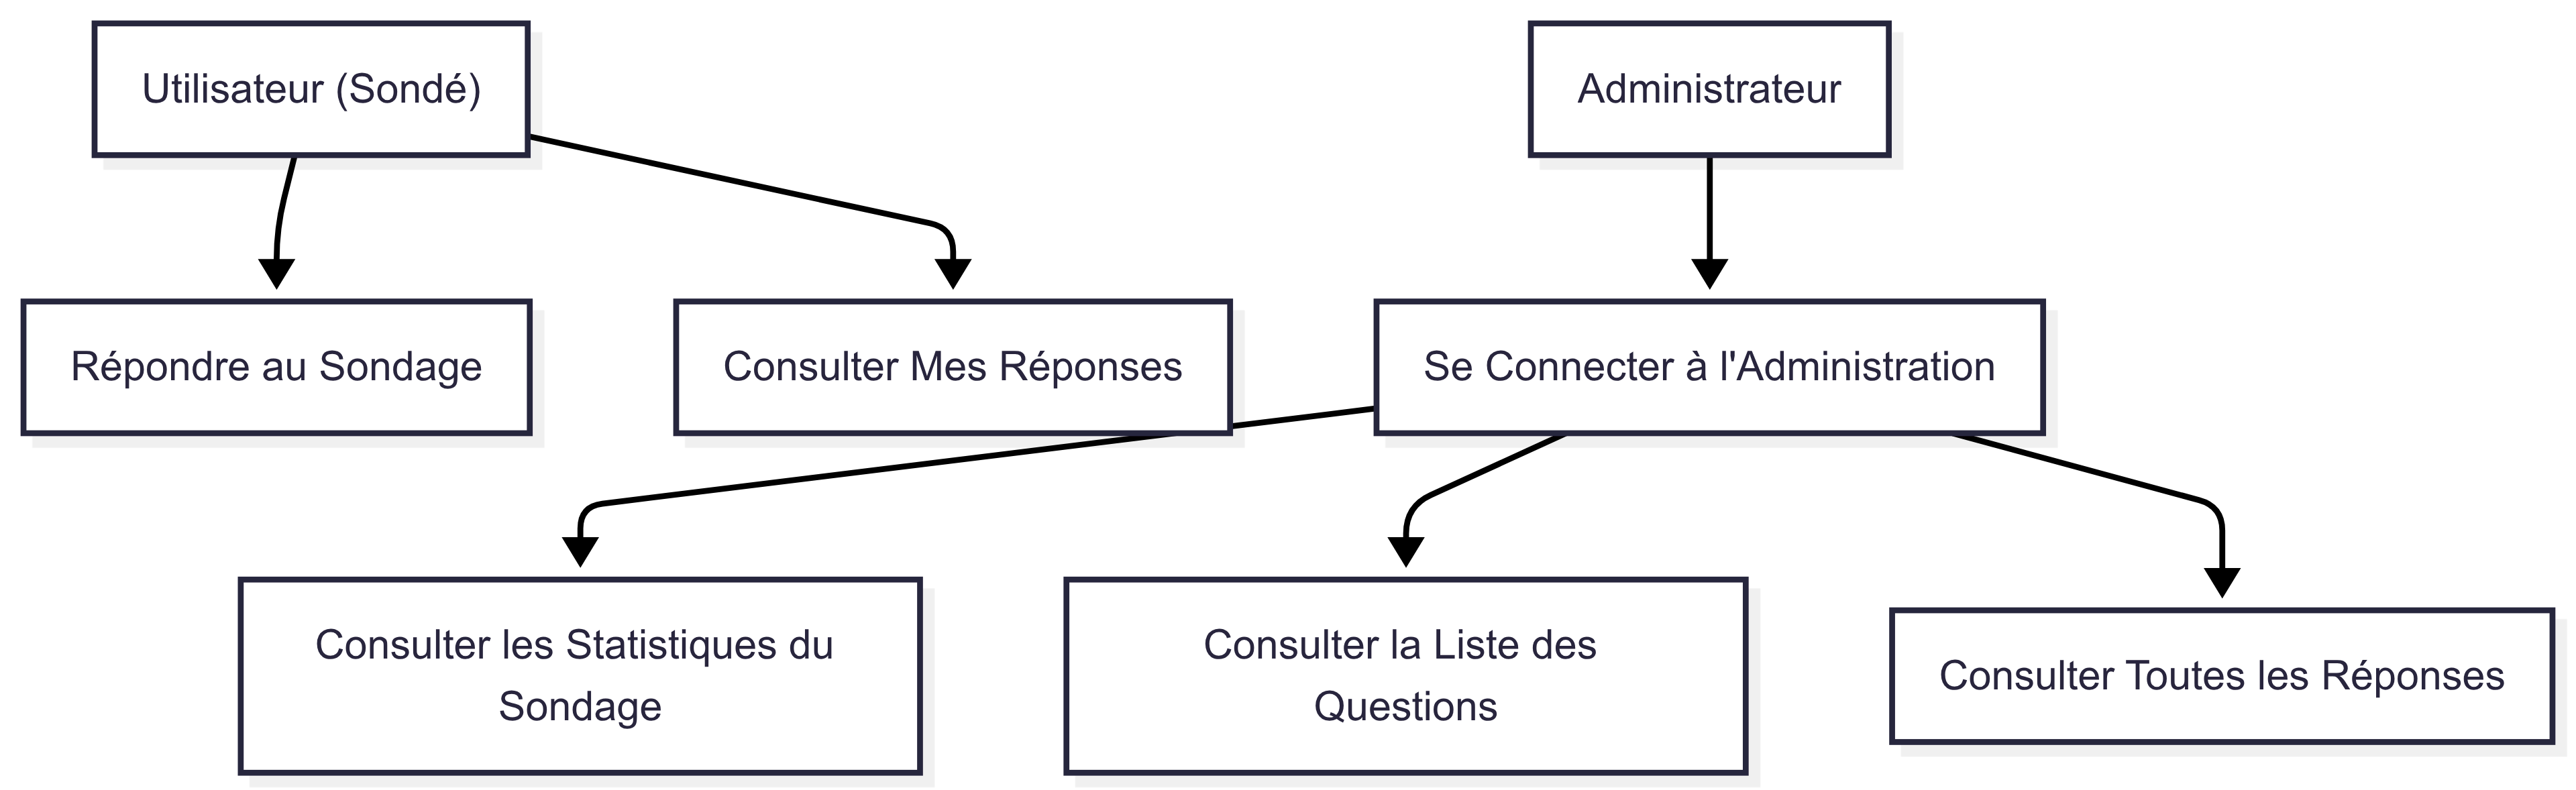 Utilisateur (Sondé)
Administrateur
Répondre au Sondage
Consulter Mes Réponses
Se Connecter à l'Administration
Consulter les Statistiques du
Sondage
Consulter la Liste des
Questions
Consulter Toutes les Réponses